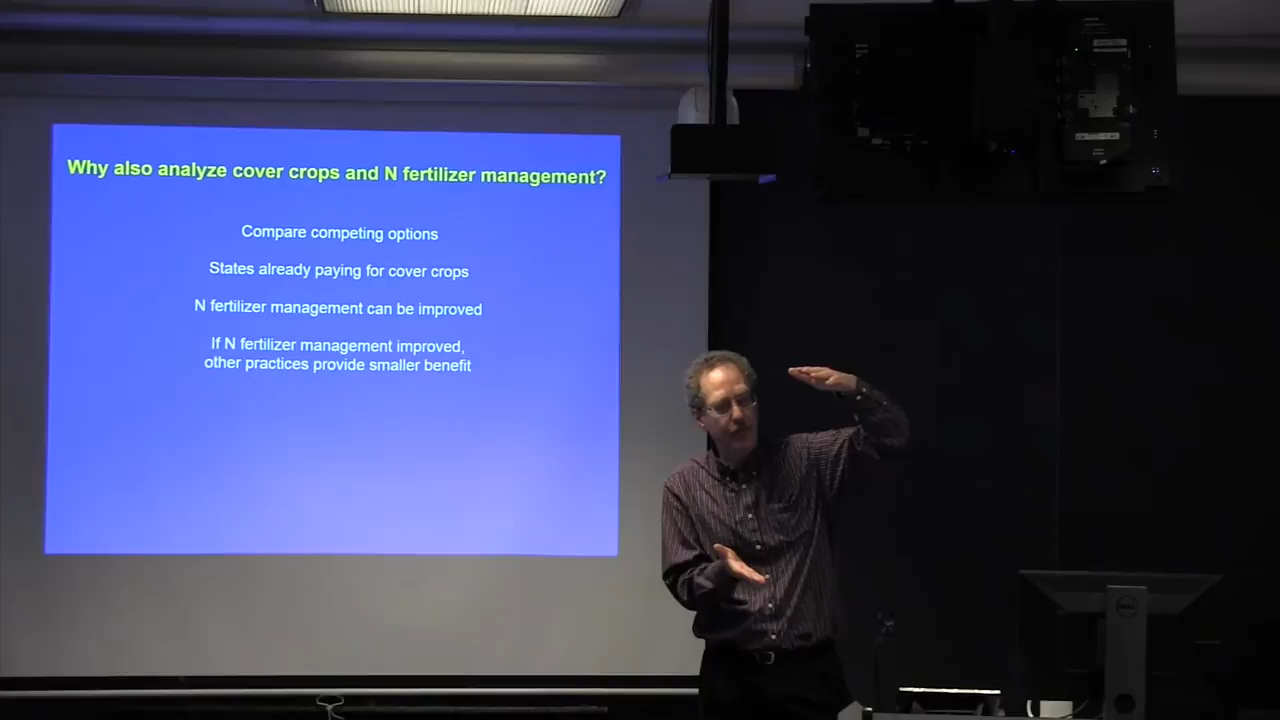 Why also analyze cover crops and N fertilizer management?
Compare competing options
States already paying for cover crops
N fertilizer management can be improved
If N fertilizer management improved,
other practices provide smaller benefit
DELL